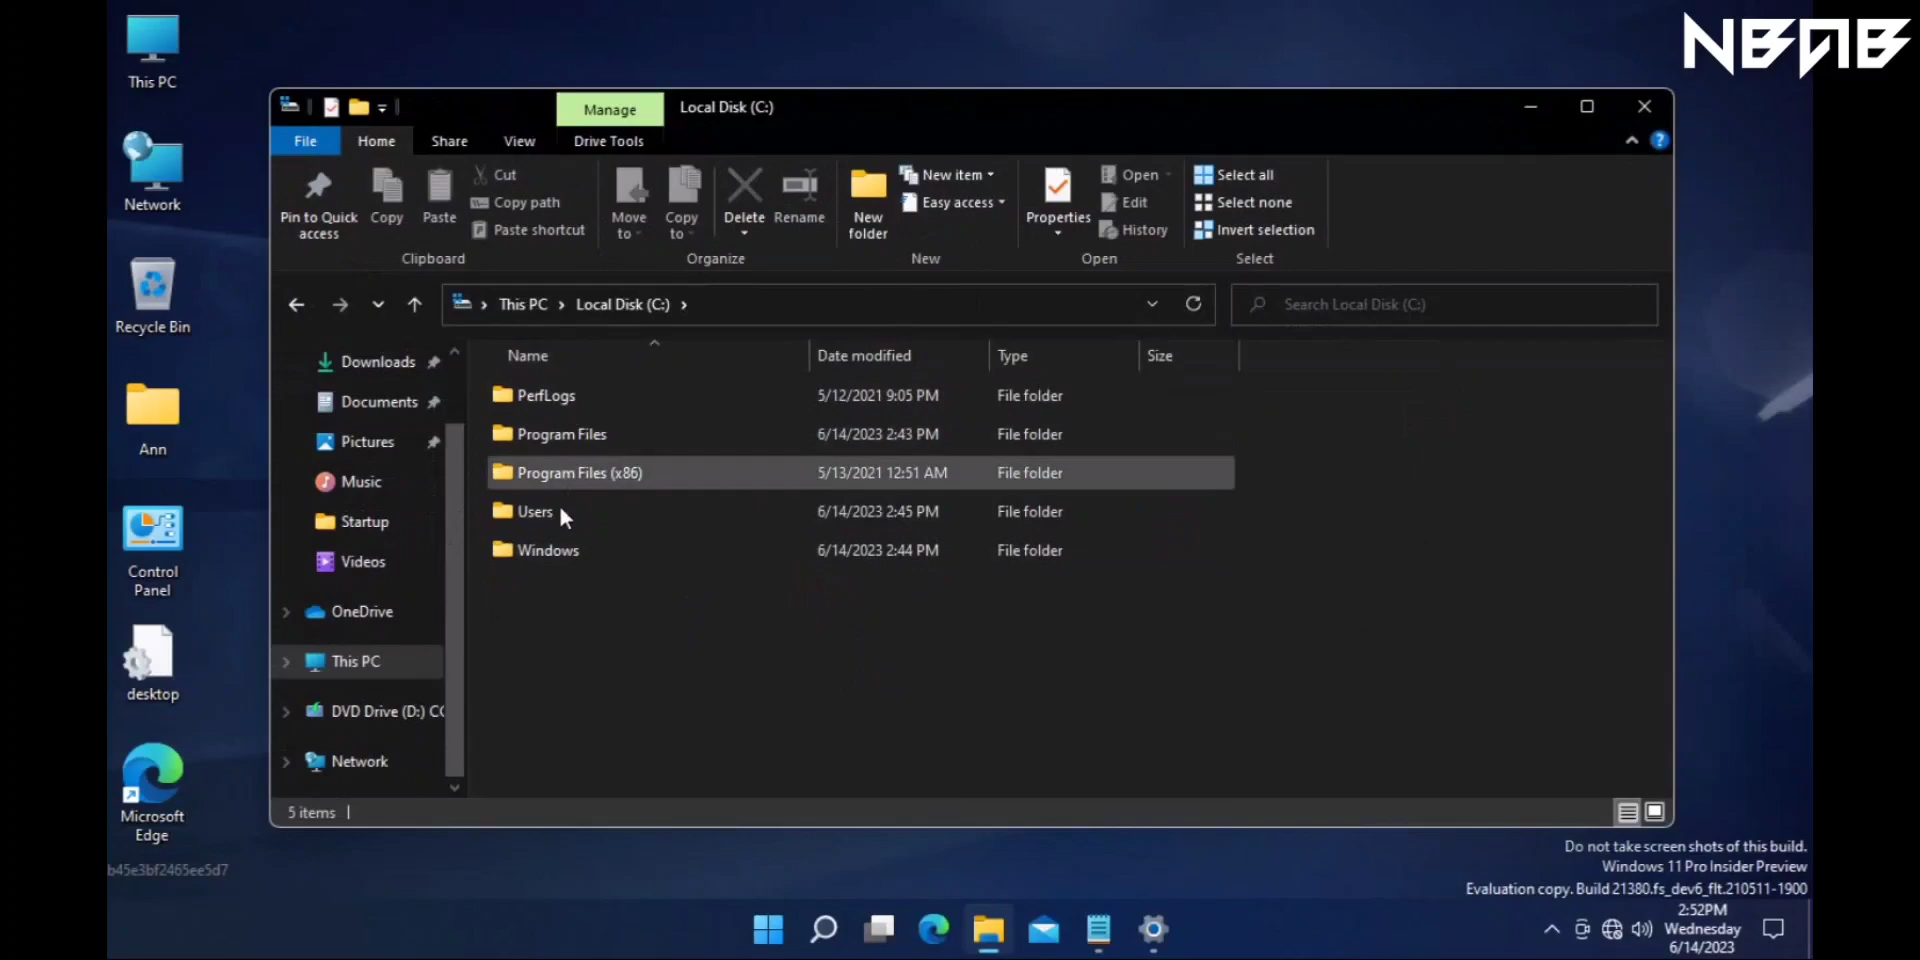 NBAB
This PC
Network
Recycle Bin
Ann
Control
Panel
desktop
Microsoft
Edge
b45e3bf2465ee5d7
Manage
Local Disk (C:)
File
Home
Share
View
Drive Tools
Pin to Quick
access
Copy
Paste
Cut
Copy path
Paste shortcut
Clipboard
Move
to
Copy
to
Delete
Rename
Organize
New
folder
New item
Easy access
New
Properties
Open
Edit
History
Open
Select all
Select none
Invert selection
Select
This PC
Local Disk (C:)
Search Local Disk (C:)
Downloads
Documents
Pictures
Music
Startup
Videos
OneDrive
This PC
DVD Drive (D:) CC
Network
Name Date modified Type Size
PerfLogs 5/12/2021 9:05 PM File folder
Program Files 6/14/2023 2:43 PM File folder
Program Files (x86) 5/13/2021 12:51 AM File folder
Users 6/14/2023 2:45 PM File folder
Windows 6/14/2023 2:44 PM File folder
5 items
Do not take screen shots of this build.
Windows 11 Pro Insider Preview
Evaluation copy. Build 21380.fs_dev6_flt.210511-1900
2:52PM
Wednesday
6/14/2023